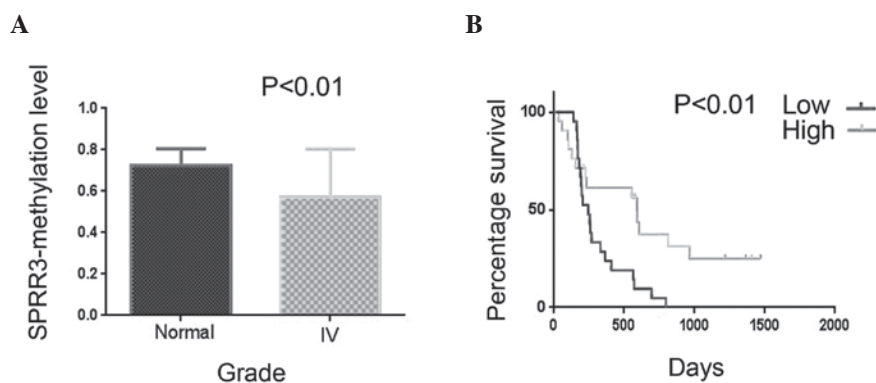 A
SPRR3-methylation level
P<0.01
1.0
0.8
0.6
0.4
0.2
0.0
Normal
IV
Grade
B
Percentage survival
P<0.01
Low
High
100
50
0
0
500
1000
1500
2000
Days